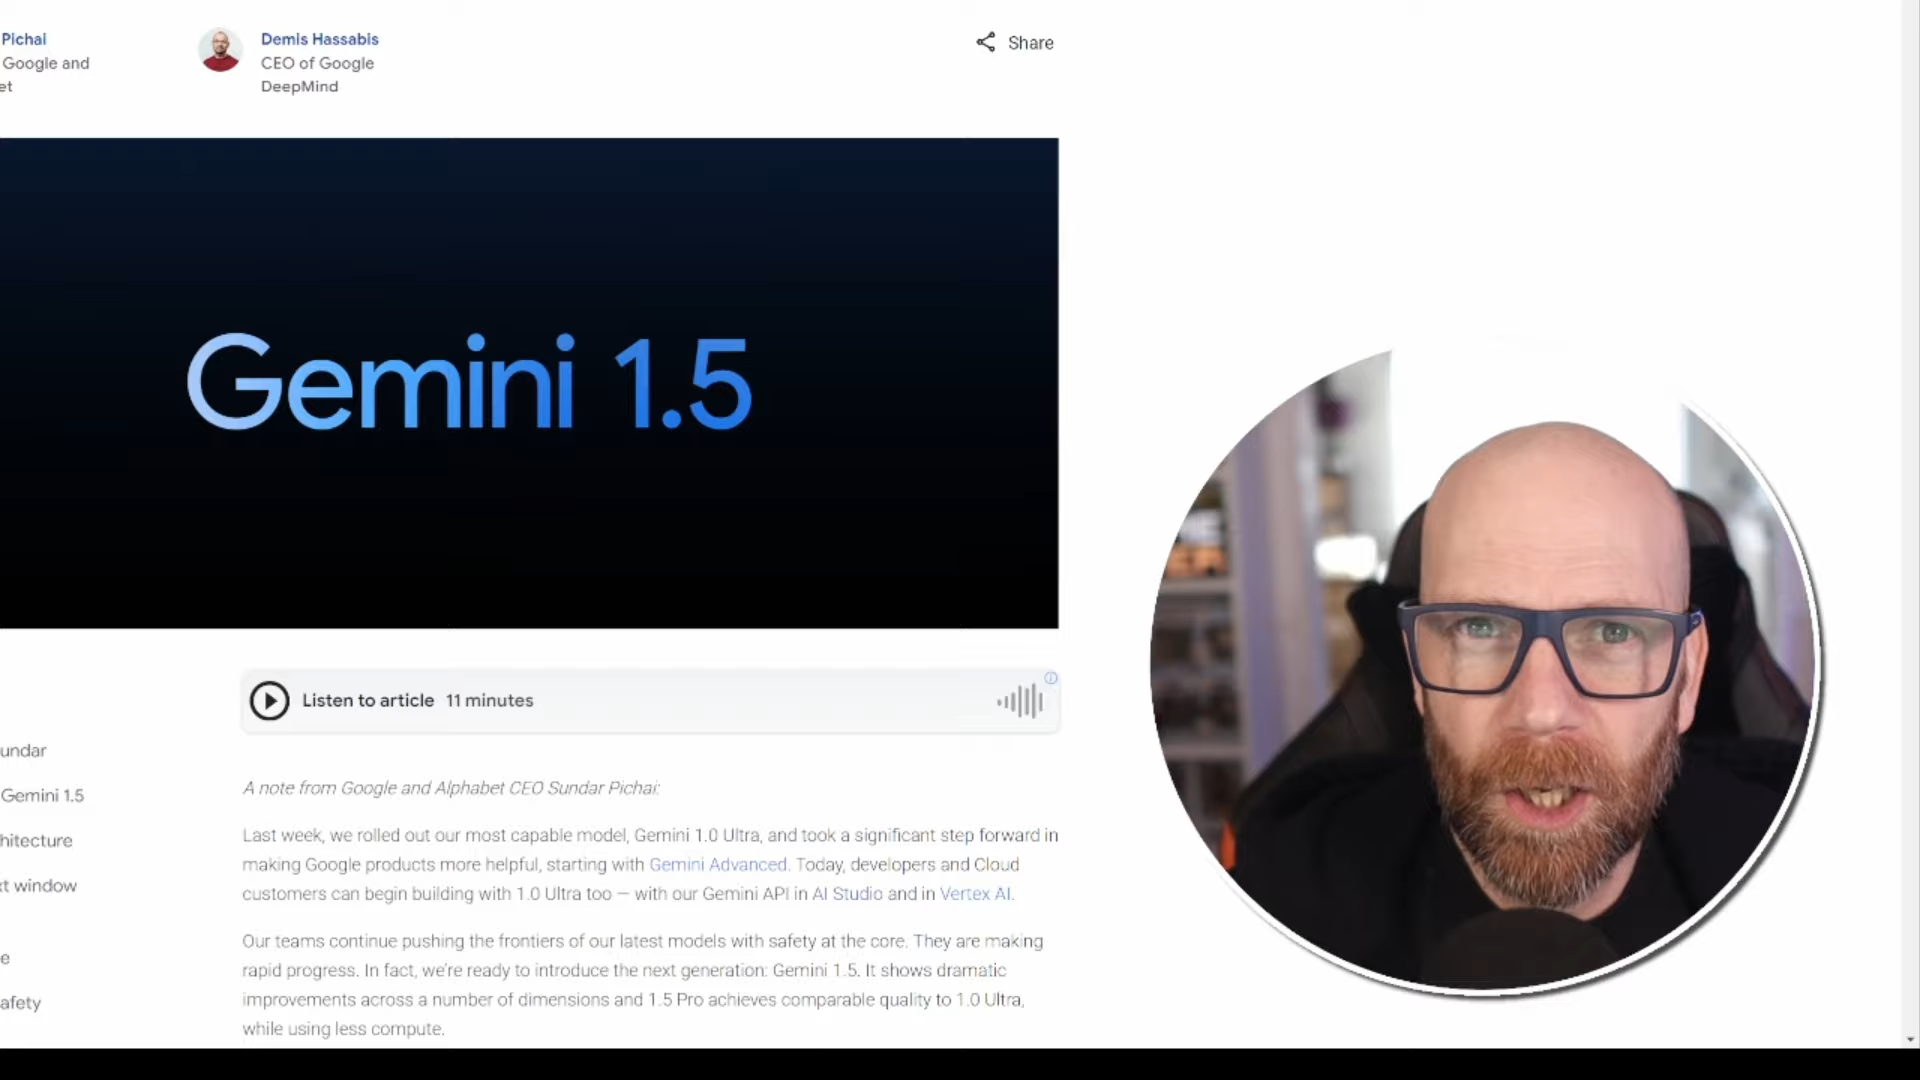 Pichai
Google and
et
Demis Hassabis
CEO of Google
DeepMind
Share
Gemini 1.5
Listen to article 11 minutes
undar
Gemini 1.5
hitecture
xt window
e
afety
A note from Google and Alphabet CEO Sundar Pichai:
Last week, we rolled out our most capable model, Gemini 1.0 Ultra, and took a significant step forward in
making Google products more helpful, starting with Gemini Advanced. Today, developers and Cloud
customers can begin building with 1.0 Ultra too — with our Gemini API in AI Studio and in Vertex AI.
Our teams continue pushing the frontiers of our latest models with safety at the core. They are making
rapid progress. In fact, we're ready to introduce the next generation: Gemini 1.5. It shows dramatic
improvements across a number of dimensions and 1.5 Pro achieves comparable quality to 1.0 Ultra,
while using less compute.